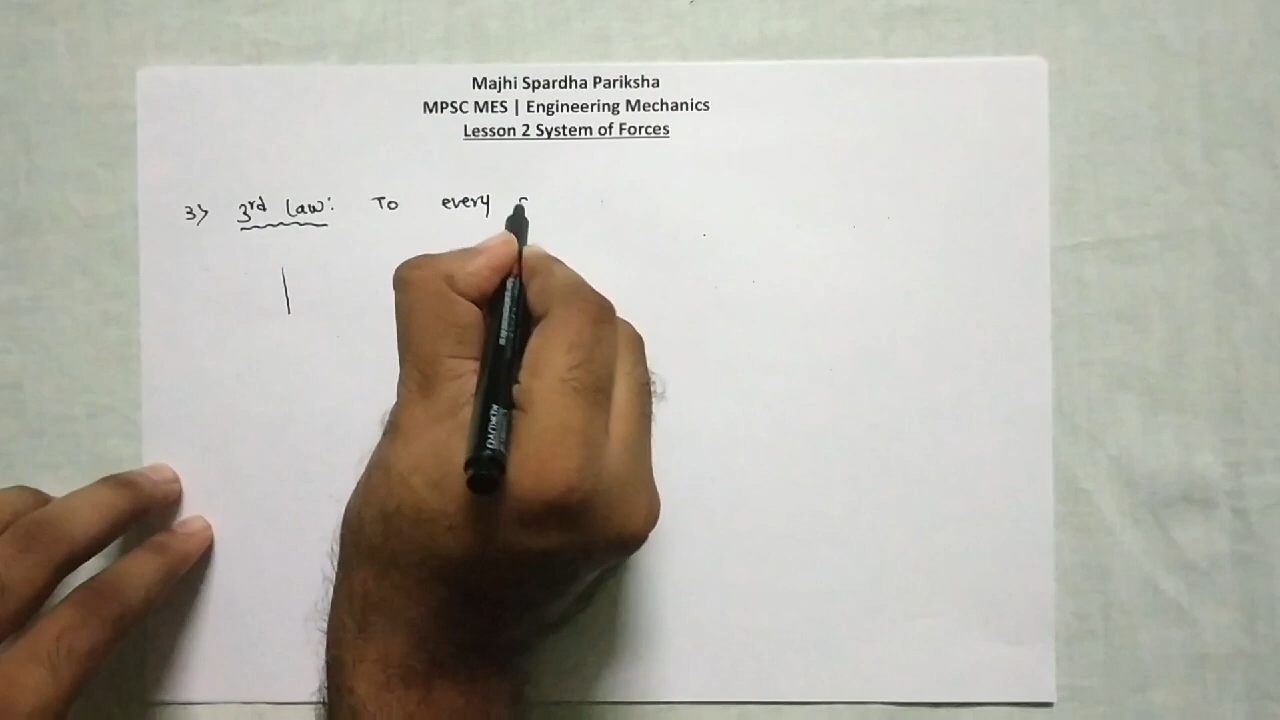 Majhi Spardha Pariksha
MPSC MES | Engineering Mechanics
Lesson 2 System of Forces
3) 3rd Law: To every